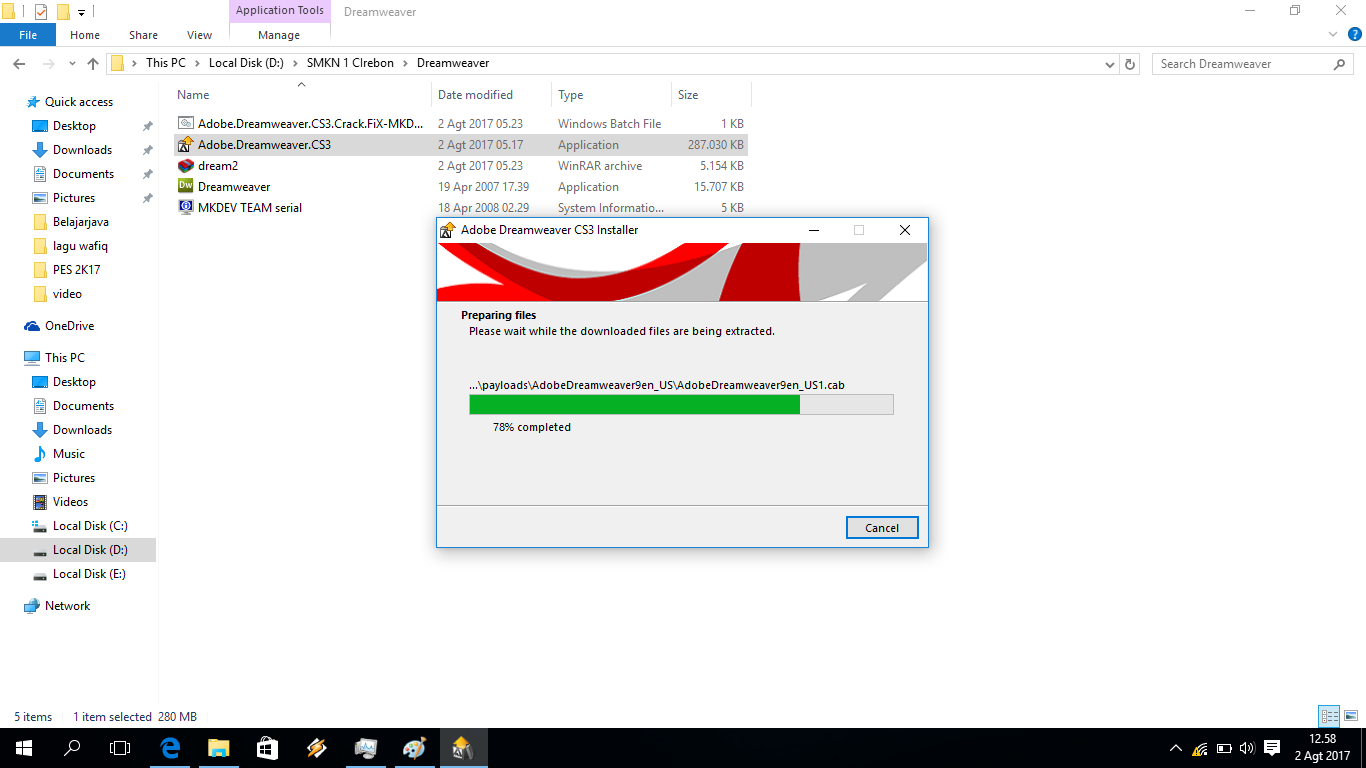 Application Tools
Dreamweaver
File
Home
Share
View
Manage
This PC
Local Disk (D:)
SMKN 1 CIrebon
Dreamweaver
Search Dreamweaver
Name
Date modified
Type
Size
Adobe.Dreamweaver.CS3.Crack.FiX-MKD... 2 Agt 2017 05.23 Windows Batch File 1 KB
Adobe.Dreamweaver.CS3 2 Agt 2017 05.17 Application 287.030 KB
dream2 2 Agt 2017 05.23 WinRAR archive 5.154 KB
Dreamweaver 19 Apr 2007 17.39 Application 15.707 KB
MKDEV TEAM serial 18 Apr 2008 02.29 System Informatio... 5 KB
Quick access
Desktop
Downloads
Documents
Pictures
Belajarjava
lagu wafiq
PES 2K17
video
OneDrive
This PC
Desktop
Documents
Downloads
Music
Pictures
Videos
Local Disk (C:)
Local Disk (D:)
Local Disk (E:)
Network
Adobe Dreamweaver CS3 Installer
Preparing files
Please wait while the downloaded files are being extracted.
...\payloads\AdobeDreamweaver9en_US\AdobeDreamweaver9en_US1.cab
78% completed
Cancel
5 items
1 item selected 280 MB
12.58
2 Agt 2017